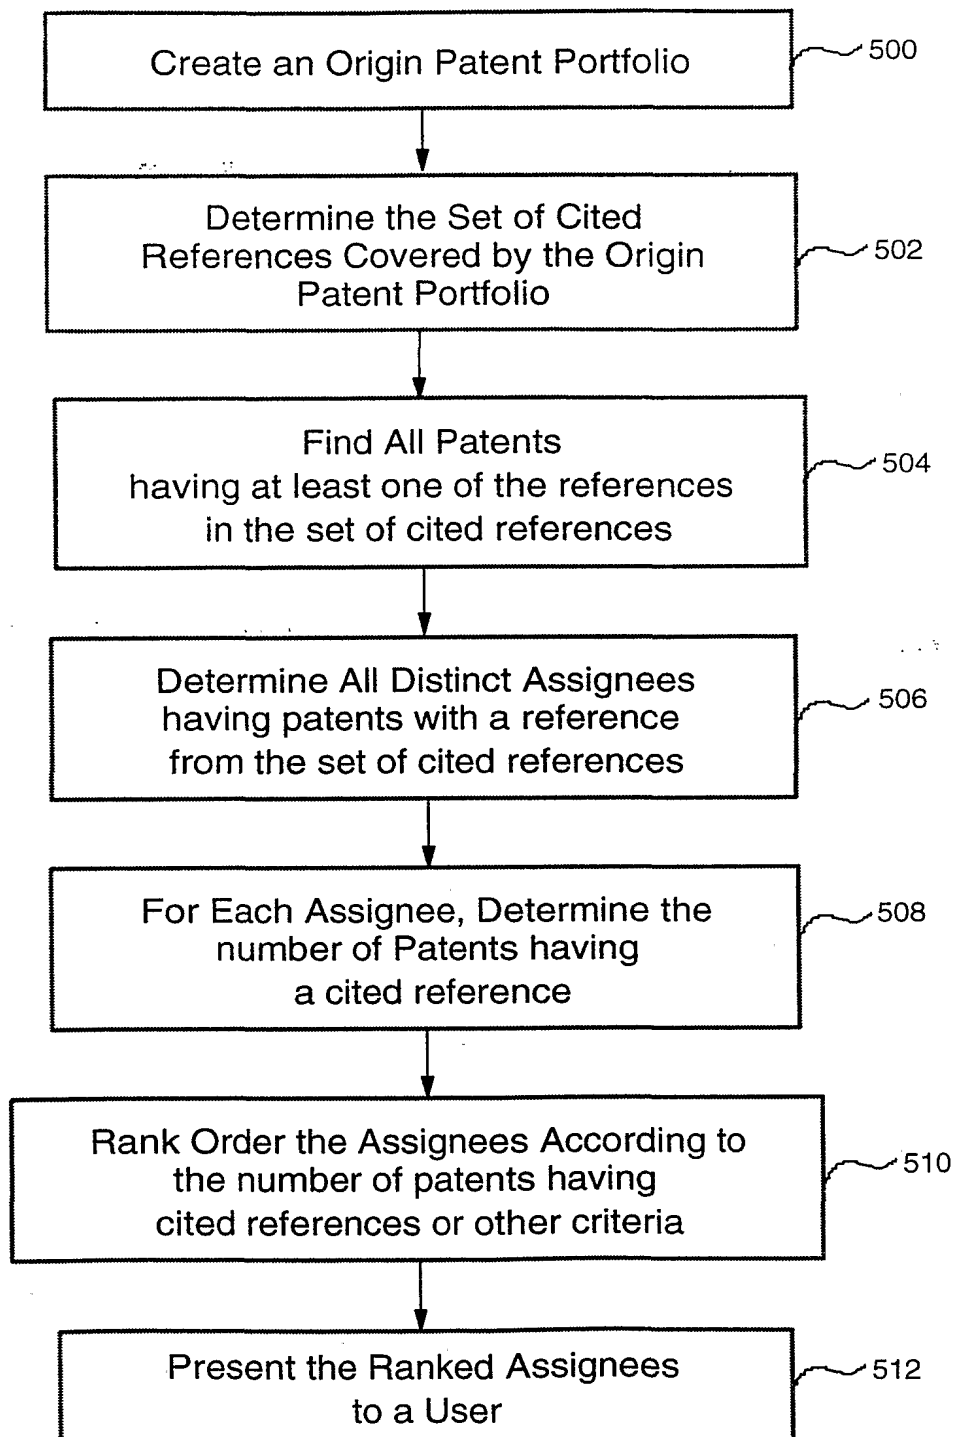 Create an Origin Patent Portfolio
500
Determine the Set of Cited
References Covered by the Origin
Patent Portfolio
502
Find All Patents
having at least one of the references
in the set of cited references
504
Determine All Distinct Assignees
having patents with a reference
from the set of cited references
506
For Each Assignee, Determine the
number of Patents having
a cited reference
508
Rank Order the Assignees According to
the number of patents having
cited references or other criteria
510
Present the Ranked Assignees
to a User
512